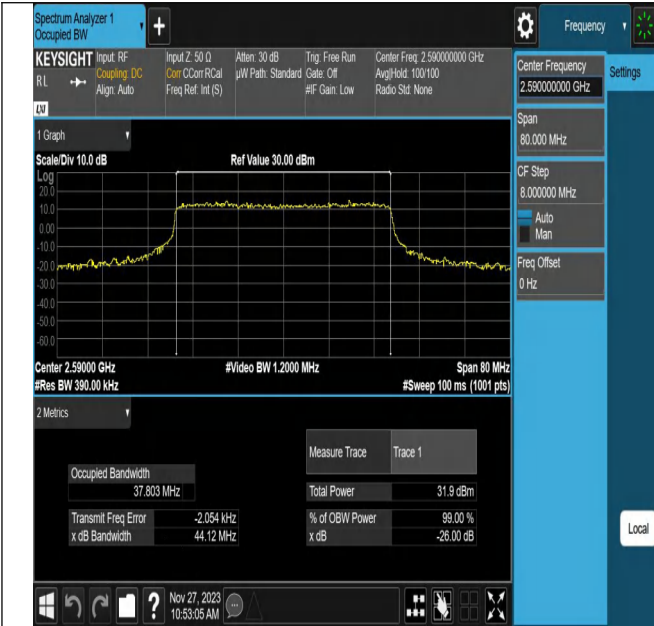 Spectrum Analyzer 1
Occupied BW
+
Frequency
KEYSIGHT
RL
LXI
Input: RF
Coupling: DC
Align: Auto
Input Z: 50 Ω
Corr CCorr RCal
Freq Ref: Int (S)
Atten: 30 dB
µW Path: Standard
Trig: Free Run
Gate: Off
#IF Gain: Low
Center Freq: 2.590000000 GHz
Avg|Hold: 100/100
Radio Std: None
Center Frequency
2.590000000 GHz
Settings
Span
80.000 MHz
CF Step
8.000000 MHz
Auto
Man
Freq Offset
0 Hz
Local
1 Graph
Scale/Div 10.0 dB
Ref Value 30.00 dBm
Log
20.0
10.0
0.00
-10.0
-20.0
-30.0
-40.0
-50.0
-60.0
Center 2.59000 GHz
#Video BW 1.2000 MHz
Span 80 MHz
#Res BW 390.00 kHz
#Sweep 100 ms (1001 pts)
2 Metrics
Measure Trace
Trace 1
Occupied Bandwidth
37.803 MHz
Total Power
31.9 dBm
Transmit Freq Error
-2.054 kHz
% of OBW Power
99.00 %
x dB Bandwidth
44.12 MHz
x dB
-26.00 dB
?
Nov 27, 2023
10:53:05 AM